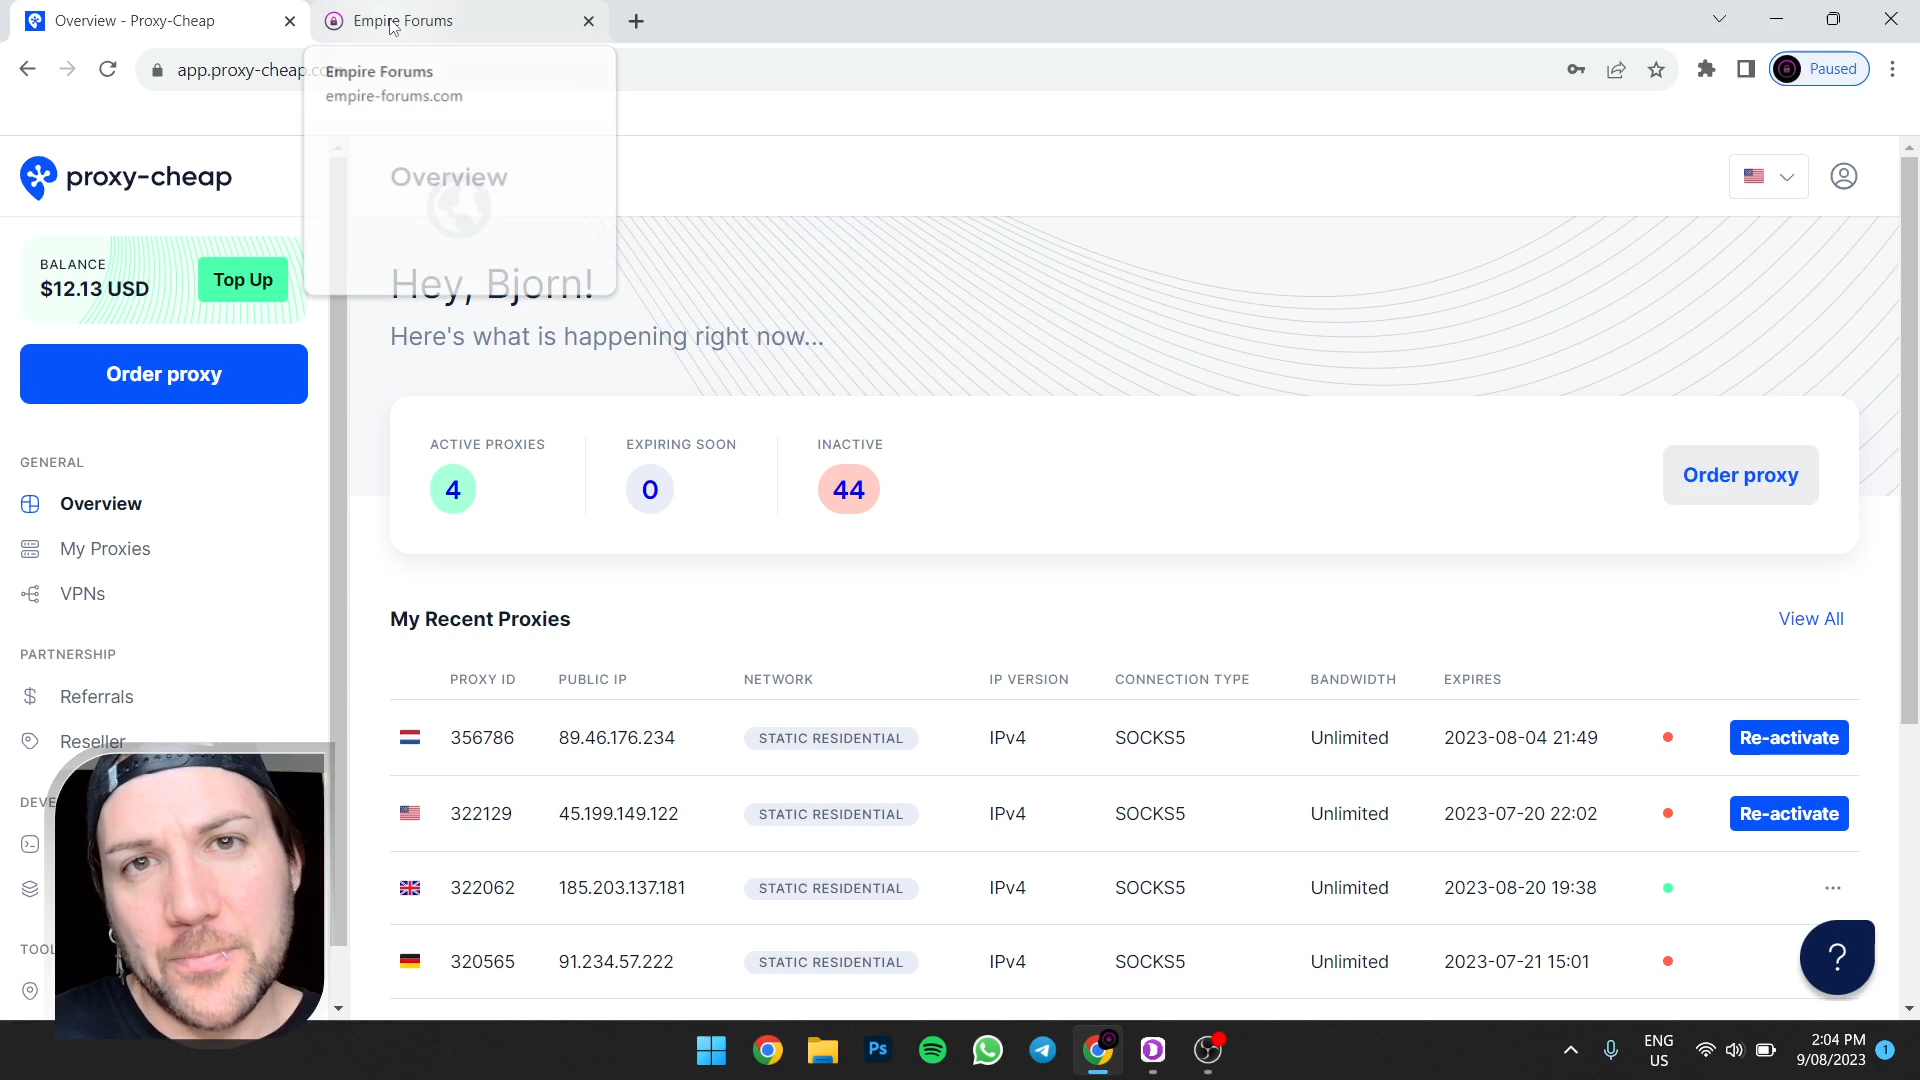 Overview - Proxy-Cheap
Empire Forums
app.proxy-cheap.com
Paused
Empire Forums
empire-forums.com
proxy-cheap
Overview
BALANCE
$12.13 USD
Top Up
Hey, Bjorn!
Here's what is happening right now...
Order proxy
ACTIVE PROXIES
EXPIRING SOON
INACTIVE
4
0
44
Order proxy
GENERAL
Overview
My Proxies
VPNs
PARTNERSHIP
Referrals
Reseller
DEVE
TOOL
My Recent Proxies
View All
PROXY ID PUBLIC IP NETWORK IP VERSION CONNECTION TYPE BANDWIDTH EXPIRES
356786 89.46.176.234 STATIC RESIDENTIAL IPv4 SOCKS5 Unlimited 2023-08-04 21:49 Re-activate
322129 45.199.149.122 STATIC RESIDENTIAL IPv4 SOCKS5 Unlimited 2023-07-20 22:02 Re-activate
322062 185.203.137.181 STATIC RESIDENTIAL IPv4 SOCKS5 Unlimited 2023-08-20 19:38 ...
320565 91.234.57.222 STATIC RESIDENTIAL IPv4 SOCKS5 Unlimited 2023-07-21 15:01
?
Ps
ENG
US
2:04 PM
9/08/2023
1